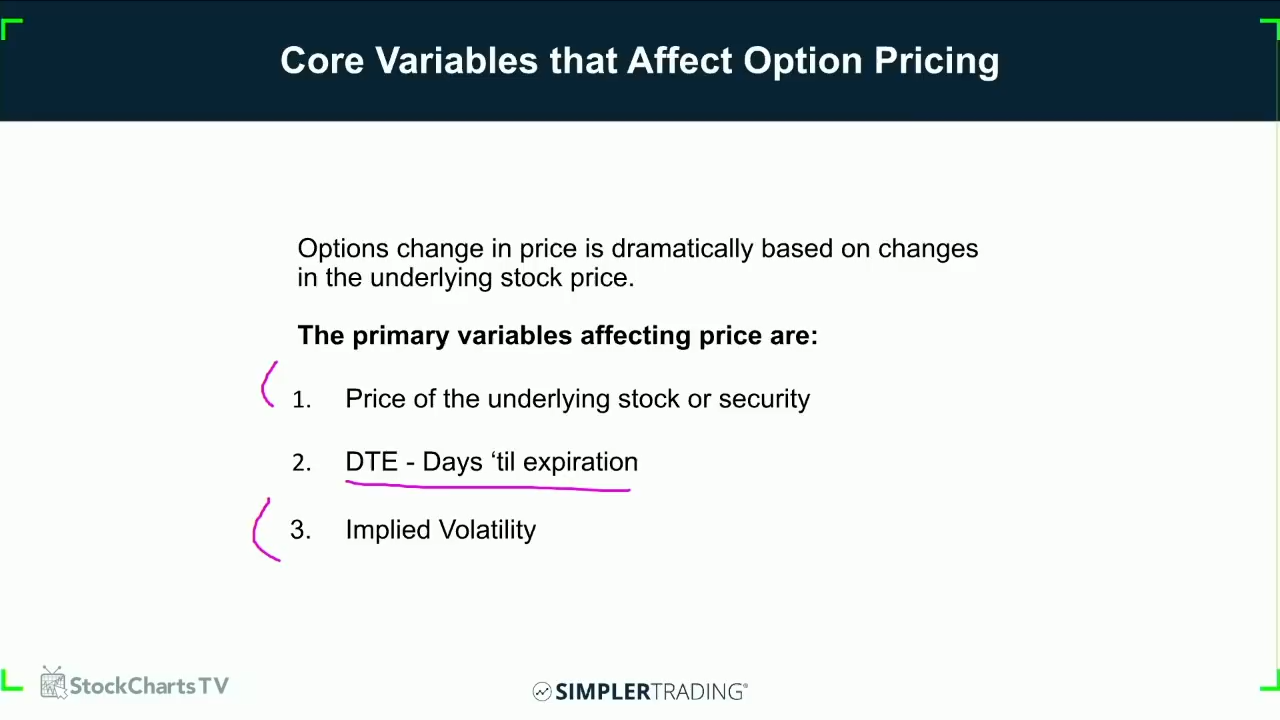 Core Variables that Affect Option Pricing
Options change in price is dramatically based on changes
in the underlying stock price.
The primary variables affecting price are:
1. Price of the underlying stock or security
2. DTE - Days ‘til expiration
3. Implied Volatility
StockChartsTV
SIMPLERTRADING®